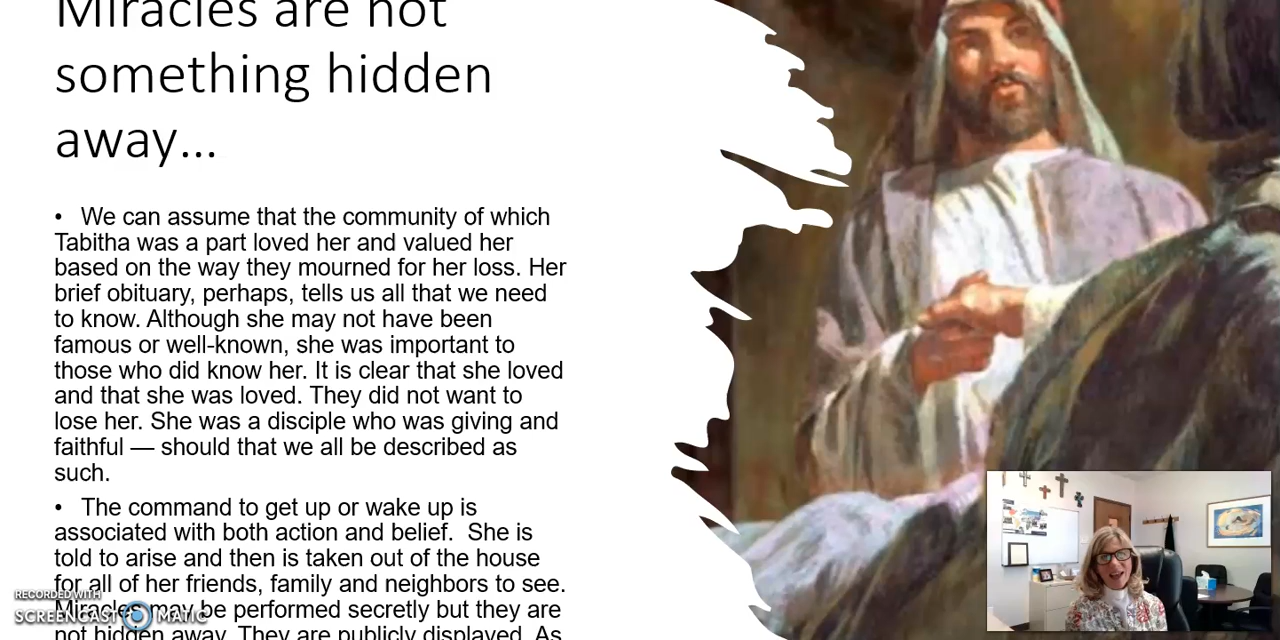 Miracles are not
something hidden
away...
• We can assume that the community of which
Tabitha was a part loved her and valued her
based on the way they mourned for her loss. Her
brief obituary, perhaps, tells us all that we need
to know. Although she may not have been
famous or well-known, she was important to
those who did know her. It is clear that she loved
and that she was loved. They did not want to
lose her. She was a disciple who was giving and
faithful — should that we all be described as
such.
• The command to get up or wake up is
associated with both action and belief.  She is
told to arise and then is taken out of the house
for all of her friends, family and neighbors to see.
Miracles may be performed secretly but they are
not hidden away. They are publicly displayed. As
RECORDED WITH
SCREENCAST MATIC